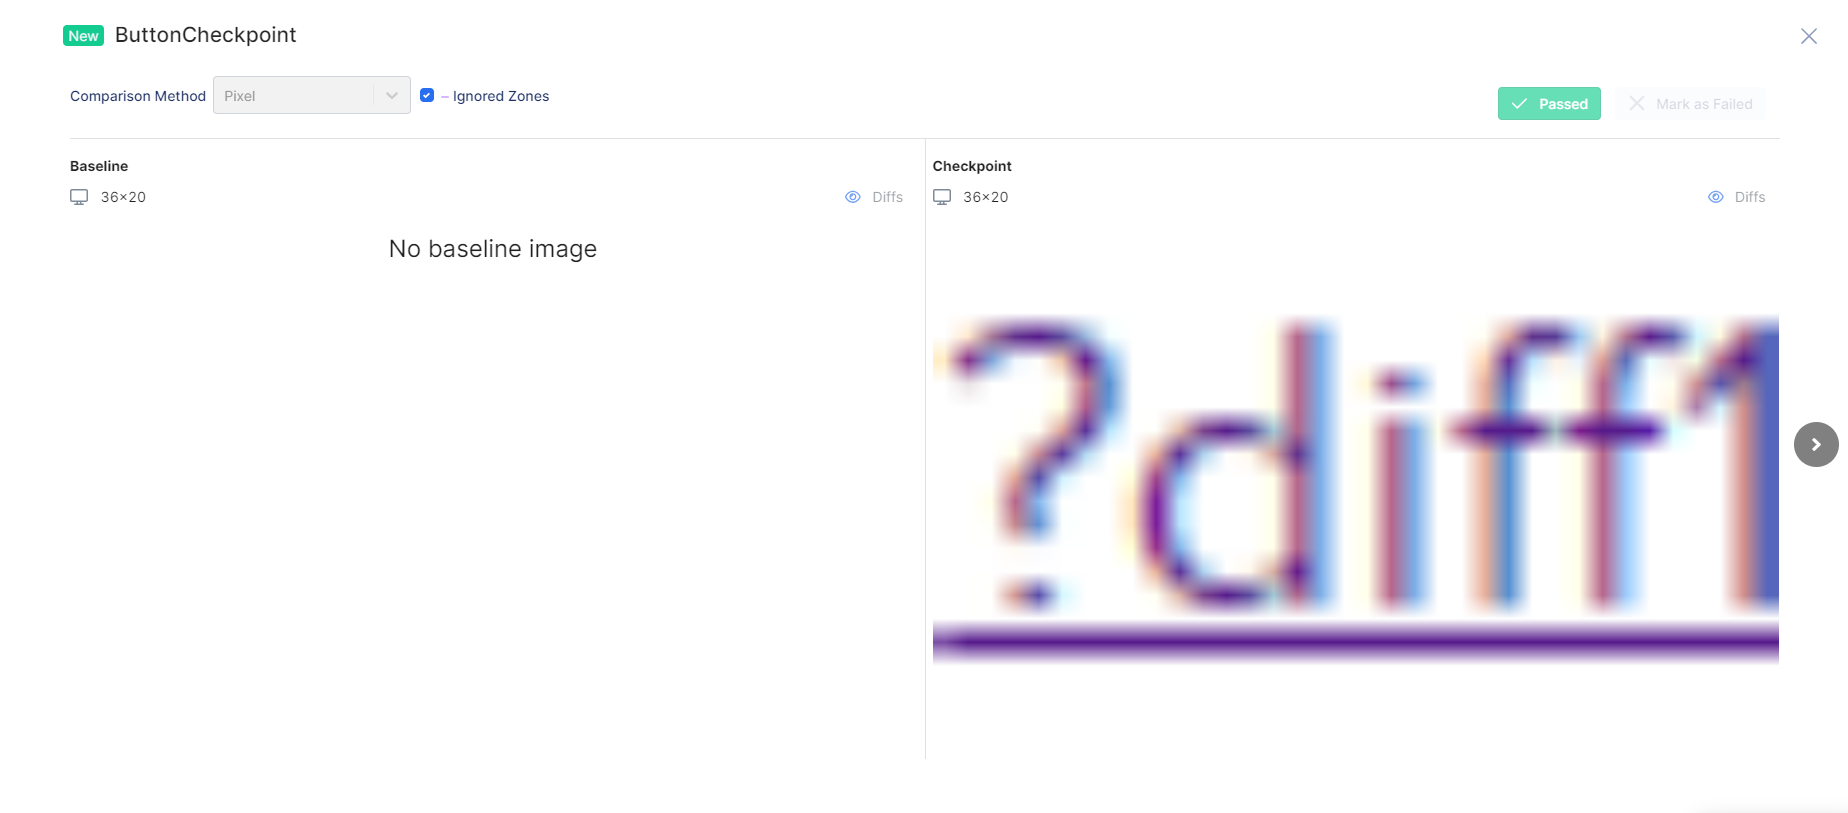 New ButtonCheckpoint
Comparison Method Pixel – Ignored Zones
Passed Mark as Failed
Baseline
36×20 Diffs
No baseline image
Checkpoint
36×20 Diffs
?diff1